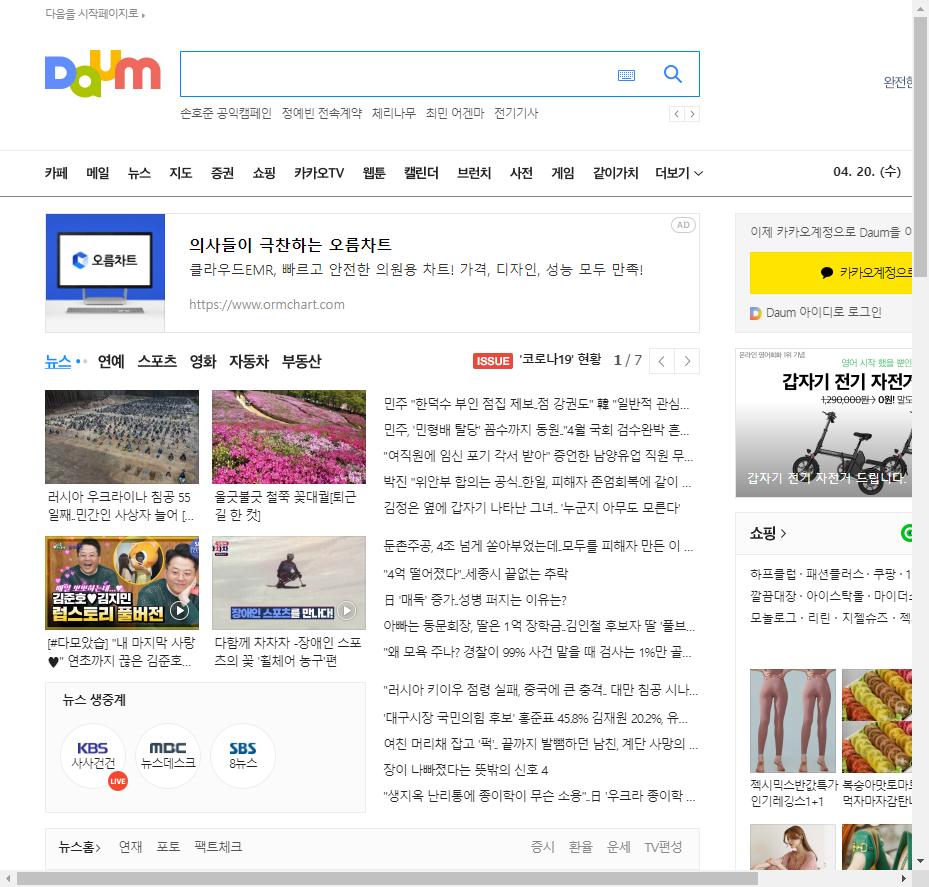 다음을 시작페이지로
Daum
손호준 공익캠페인 정예빈 전속계약 체리나무 최민 어겐마 전기기사
완전한
카페 메일 뉴스 지도 증권 쇼핑 카카오TV 웹툰 캘린더 브런치 사전 게임 같이가치 더보기
04. 20. (수)
오름차트
의사들이 극찬하는 오름차트
AD
클라우드EMR, 빠르고 안전한 의원용 차트! 가격, 디자인, 성능 모두 만족!
https://www.ormchart.com
이제 카카오계정으로 Daum을 이
카카오계정으로
Daum 아이디로 로그인
뉴스 연예 스포츠 영화 자동차 부동산
ISSUE '코로나19' 현황 1 / 7
러시아 우크라이나 침공 55
일째..민간인 사상자 늘어 [...
울긋불긋 철쭉 꽃대궐[퇴근
길 한 컷]
김준호♥김지민
럽스토리 풀버전
[#다모았습] "내 마지막 사랑
♥" 연초까지 끊은 김준호...
장애인 스포츠를 만나다!
다함께 차차차 -장애인 스포
츠의 꽃 '휠체어 농구'편
민주 "한덕수 부인 점집 제보..점 강권도" 韓 "일반적 관심...
민주, '민형배 탈당' 꼼수까지 동원.."4월 국회 검수완박 흔...
"여직원에 임신 포기 각서 받아" 증언한 남양유업 직원 무...
박진 "위안부 합의는 공식..한일, 피해자 존엄회복에 같이 ...
김정은 옆에 갑자기 나타난 그녀.. '누군지 아무도 모른다'
둔촌주공, 4조 넘게 쏟아부었는데..모두를 피해자 만든 이 ...
"4억 떨어졌다"..세종시 끝없는 추락
日 '매독' 증가..성병 퍼지는 이유는?
아빠는 동문회장, 딸은 1억 장학금..김인철 후보자 딸 '풀브...
"왜 모욕 주나? 경찰이 99% 사건 맡을 때 검사는 1%만 골...
"러시아 키이우 점령 실패, 중국에 큰 충격.. 대만 침공 시나...
'대구시장 국민의힘 후보' 홍준표 45.8% 김재원 20.2%, 유...
여친 머리채 잡고 '퍽'.. 끝까지 발뺌하던 남친, 계단 사망의 ...
장이 나빠졌다는 뜻밖의 신호 4
"생지옥 난리통에 종이학이 무슨 소용"..日 '우크라 종이학 ...
뉴스 생중계
KBS
사사건건
LIVE
MBC
뉴스데스크
SBS
8뉴스
뉴스홈 연재 포토 팩트체크
증시 환율 운세 TV편성
온라인 영어회화 1위 기념
영어 시작 했을 뿐인
갑자기 전기 자전거
1,290,000원 > 0원! 말도
갑자기 전기 자전거 드립니다.
쇼핑
하프클럽 · 패션플러스 · 쿠팡 · 1
깔끔대장 · 아이스탁몰 · 마이더스
모놀로그 · 리린 · 지젤슈즈 · 젝
젝시믹스반값특가
인기레깅스1+1
복숭아맛토마토
먹자마자감탄나